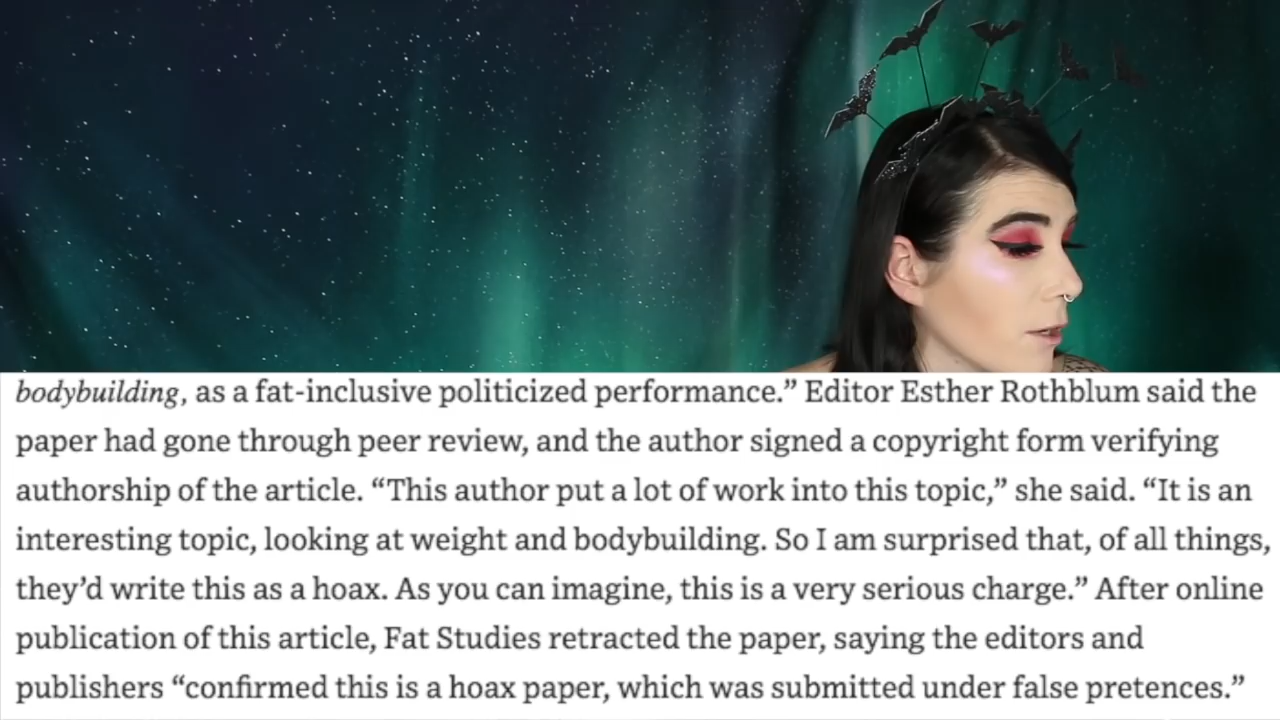 bodybuilding, as a fat-inclusive politicized performance.” Editor Esther Rothblum said the
paper had gone through peer review, and the author signed a copyright form verifying
authorship of the article. “This author put a lot of work into this topic,” she said. “It is an
interesting topic, looking at weight and bodybuilding. So I am surprised that, of all things,
they’d write this as a hoax. As you can imagine, this is a very serious charge.” After online
publication of this article, Fat Studies retracted the paper, saying the editors and
publishers “confirmed this is a hoax paper, which was submitted under false pretences.”